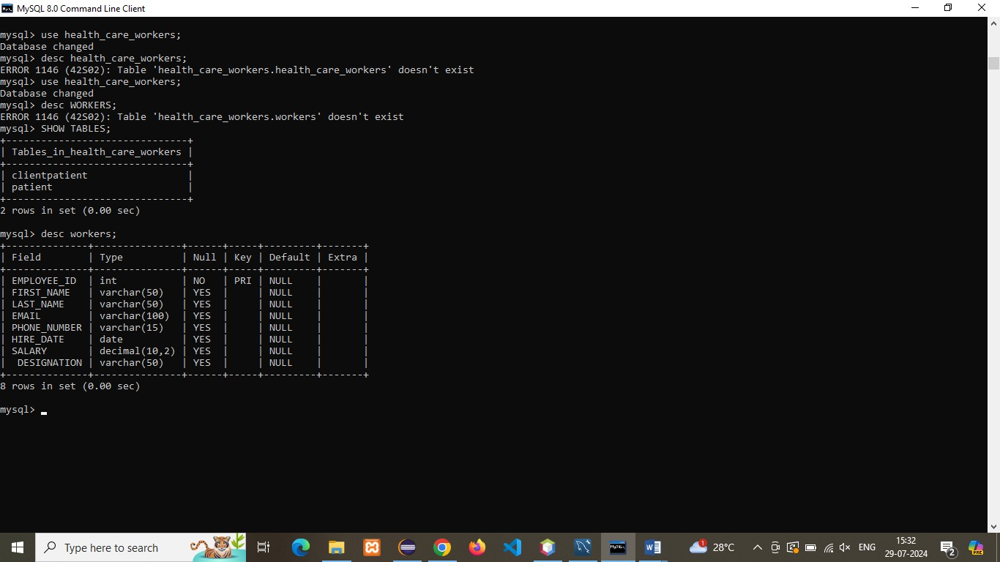 MySQL 8.0 Command Line Client
mysql> use health_care_workers;
Database changed
mysql> desc health_care_workers;
ERROR 1146 (42S02): Table 'health_care_workers.health_care_workers' doesn't exist
mysql> use health_care_workers;
Database changed
mysql> desc WORKERS;
ERROR 1146 (42S02): Table 'health_care_workers.workers' doesn't exist
mysql> SHOW TABLES;
+-------------------------------+
| Tables_in_health_care_workers |
+-------------------------------+
| clientpatient                 |
| patient                       |
+-------------------------------+
2 rows in set (0.00 sec)
mysql> desc workers;
+--------------+---------------+------+-----+---------+-------+
| Field        | Type          | Null | Key | Default | Extra |
+--------------+---------------+------+-----+---------+-------+
| EMPLOYEE_ID  | int           | NO   | PRI | NULL    |       |
| FIRST_NAME   | varchar(50)   | YES  |     | NULL    |       |
| LAST_NAME    | varchar(50)   | YES  |     | NULL    |       |
| EMAIL        | varchar(100)  | YES  |     | NULL    |       |
| PHONE_NUMBER | varchar(15)   | YES  |     | NULL    |       |
| HIRE_DATE    | date          | YES  |     | NULL    |       |
| SALARY       | decimal(10,2) | YES  |     | NULL    |       |
|  DESIGNATION | varchar(50)   | YES  |     | NULL    |       |
+--------------+---------------+------+-----+---------+-------+
8 rows in set (0.00 sec)
mysql>
Type here to search
1
28°C
ENG
15:32
29-07-2024
2
PRE